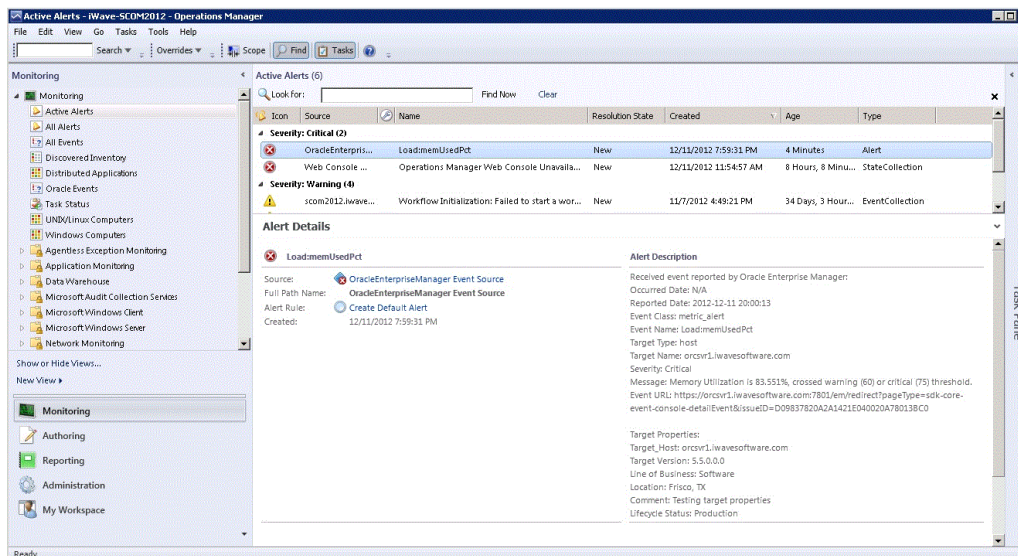 Active Alerts - iWave-SCOM2012 - Operations Manager
File Edit View Go Tasks Tools Help
Search Overrides Scope Find Tasks
Monitoring
Monitoring
Active Alerts
All Alerts
All Events
Discovered Inventory
Distributed Applications
Oracle Events
Task Status
UNIX/Linux Computers
Windows Computers
Agentless Exception Monitoring
Application Monitoring
Data Warehouse
Microsoft Audit Collection Services
Microsoft Windows Client
Microsoft Windows Server
Network Monitoring
Show or Hide Views...
New View
Monitoring
Authoring
Reporting
Administration
My Workspace
Active Alerts (6)
Look for: Find Now Clear
Icon Source Name Resolution State Created Age Type
Severity: Critical (2)
OracleEnterpris... Load:memUsedPct New 12/11/2012 7:59:31 PM 4 Minutes Alert
Web Console ... Operations Manager Web Console Unavaila... New 12/11/2012 11:54:57 AM 8 Hours, 8 Minu... StateCollection
Severity: Warning (4)
scom2012.iwave... Workflow Initialization: Failed to start a wor... New 11/7/2012 4:49:21 PM 34 Days, 3 Hour... EventCollection
Alert Details
Load:memUsedPct
Source: OracleEnterpriseManager Event Source
Full Path Name: OracleEnterpriseManager Event Source
Alert Rule: Create Default Alert
Created: 12/11/2012 7:59:31 PM
Alert Description
Received event reported by Oracle Enterprise Manager:
Occurred Date: N/A
Reported Date: 2012-12-11 20:00:13
Event Class: metric_alert
Event Name: Load:memUsedPct
Target Type: host
Target Name: orcsvr1.iwavesoftware.com
Severity: Critical
Message: Memory Utilization is 83.551%, crossed warning (60) or critical (75) threshold.
Event URL: https://orcsvr1.iwavesoftware.com:7801/em/redirect?pageType=sdk-core-
event-console-detailEvent&issueID=D09837820A2A1421E040020A78013BC0
Target Properties:
Target_Host: orcsvr1.iwavesoftware.com
Target Version: 5.5.0.0.0
Line of Business: Software
Location: Frisco, TX
Comment: Testing target properties
Lifecycle Status: Production
Task Pane
Ready